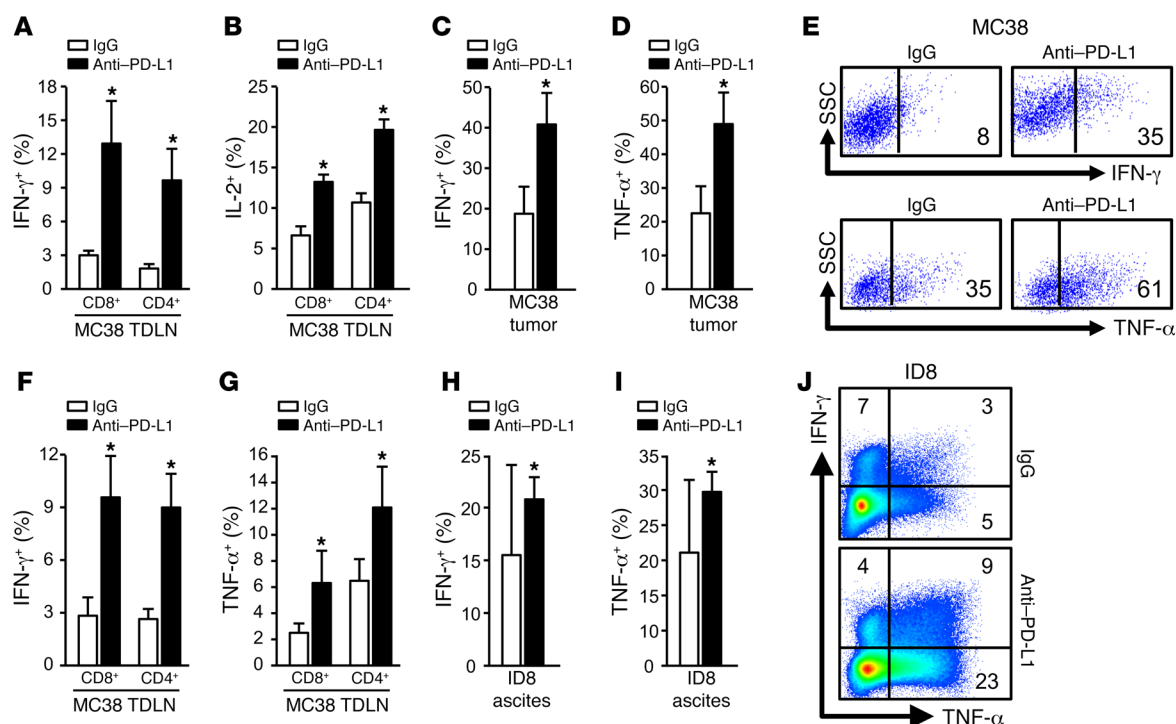 A
IgG
Anti–PD-L1
IFN-γ+ (%)
18
15
12
9
6
3
0
CD8+ CD4+
MC38 TDLN
B
IgG
Anti–PD-L1
IL-2+ (%)
25
20
15
10
5
0
CD8+ CD4+
MC38 TDLN
C
IgG
Anti–PD-L1
IFN-γ+ (%)
50
40
30
20
10
0
MC38
tumor
D
IgG
Anti–PD-L1
TNF-α+ (%)
60
50
40
30
20
10
0
MC38
tumor
E
MC38
IgG
Anti–PD-L1
SSC
8
35
IFN-γ
IgG
Anti–PD-L1
SSC
35
61
TNF-α
F
IgG
Anti–PD-L1
IFN-γ+ (%)
12
9
6
3
0
CD8+ CD4+
MC38 TDLN
G
IgG
Anti–PD-L1
TNF-α+ (%)
16
14
12
10
8
6
4
2
0
CD8+ CD4+
MC38 TDLN
H
IgG
Anti–PD-L1
IFN-γ+ (%)
25
20
15
10
0
ID8
ascites
I
IgG
Anti–PD-L1
TNF-α+ (%)
35
30
25
20
15
10
0
ID8
ascites
J
ID8
IFN-γ
7
3
5
IgG
4
9
23
Anti–PD-L1
TNF-α
* * * * * *
* * * * * *